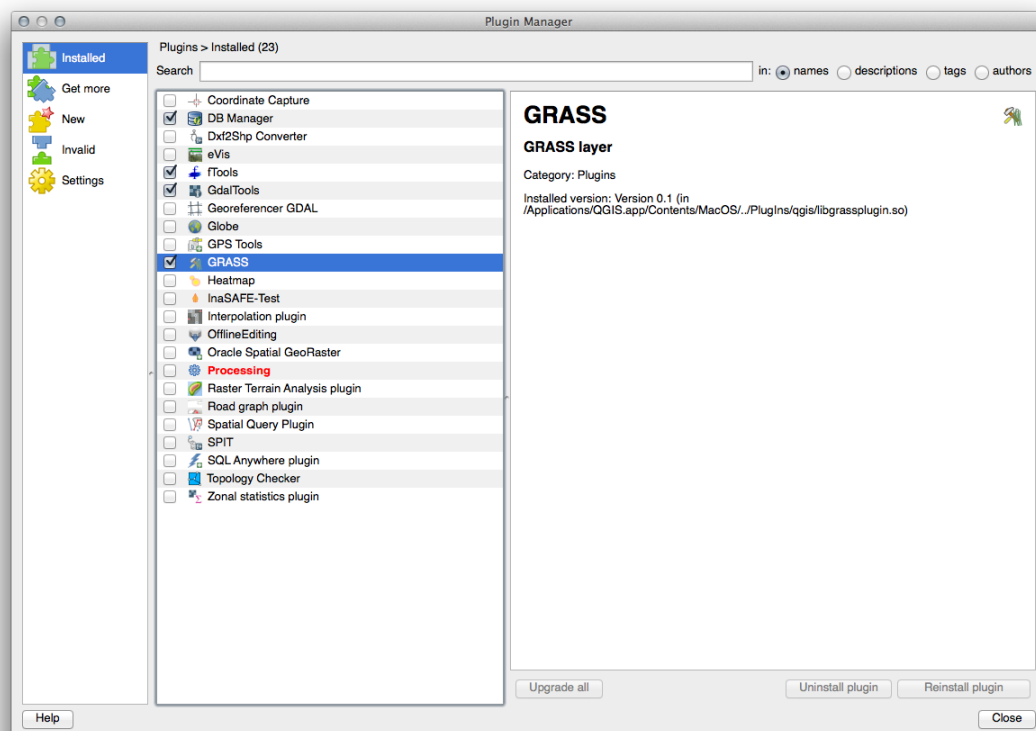 Plugin Manager
Installed
Get more
New
Invalid
Settings
Plugins > Installed (23)
Search
in: names descriptions tags authors
Coordinate Capture
DB Manager
Dxf2Shp Converter
eVis
fTools
GdalTools
Georeferencer GDAL
Globe
GPS Tools
GRASS
Heatmap
InaSAFE-Test
Interpolation plugin
OfflineEditing
Oracle Spatial GeoRaster
Processing
Raster Terrain Analysis plugin
Road graph plugin
Spatial Query Plugin
SPIT
SQL Anywhere plugin
Topology Checker
Zonal statistics plugin
GRASS
GRASS layer
Category: Plugins
Installed version: Version 0.1 (in
/Applications/QGIS.app/Contents/MacOS/../PlugIns/qgis/libgrassplugin.so)
Upgrade all
Uninstall plugin
Reinstall plugin
Help
Close